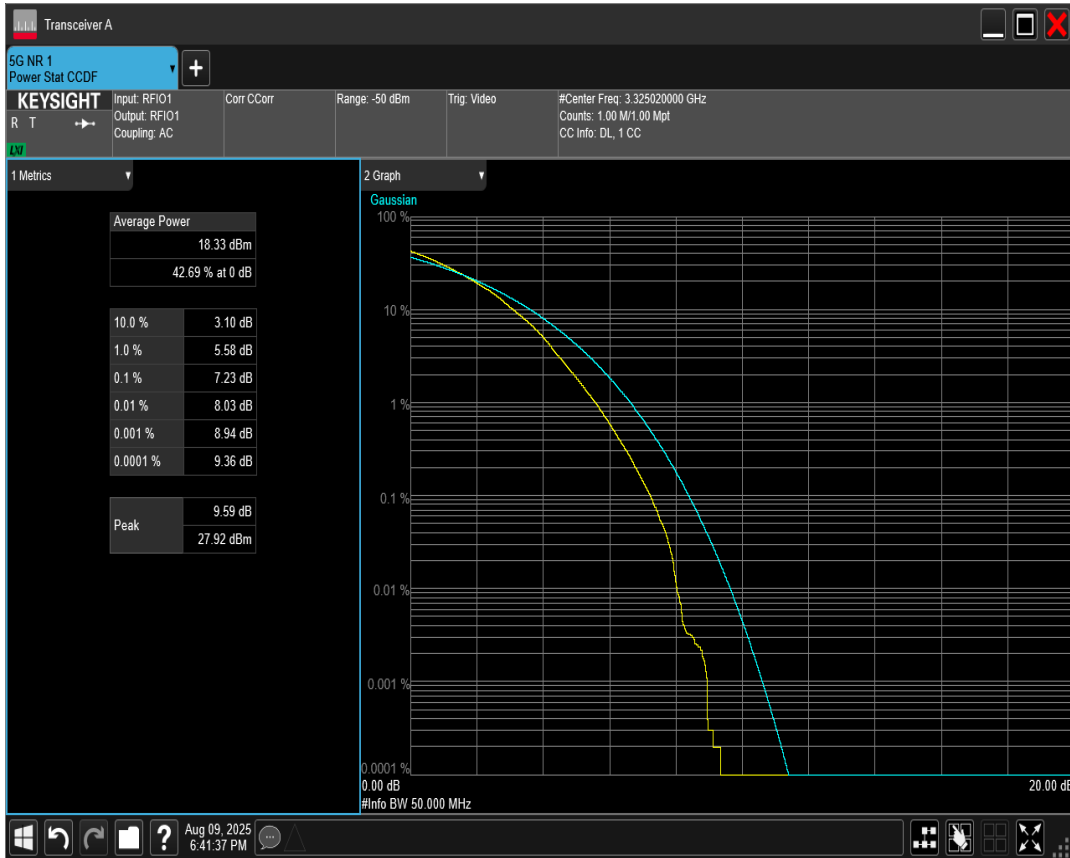 Transceiver A
5G NR 1
Power Stat CCDF
KEYSIGHT
R T
LXI
Input: RFIO1
Output: RFIO1
Coupling: AC
Corr CCorr
Range: -50 dBm
Trig: Video
#Center Freq: 3.325020000 GHz
Counts: 1.00 M/1.00 Mpt
CC Info: DL, 1 CC
1 Metrics
Average Power
18.33 dBm
42.69 % at 0 dB
10.0 % 3.10 dB
1.0 % 5.58 dB
0.1 % 7.23 dB
0.01 % 8.03 dB
0.001 % 8.94 dB
0.0001 % 9.36 dB
Peak 9.59 dB
27.92 dBm
2 Graph
Gaussian
100 %
10 %
1 %
0.1 %
0.01 %
0.001 %
0.0001 %
0.00 dB
20.00 dB
#Info BW 50.000 MHz
?
Aug 09, 2025
6:41:37 PM